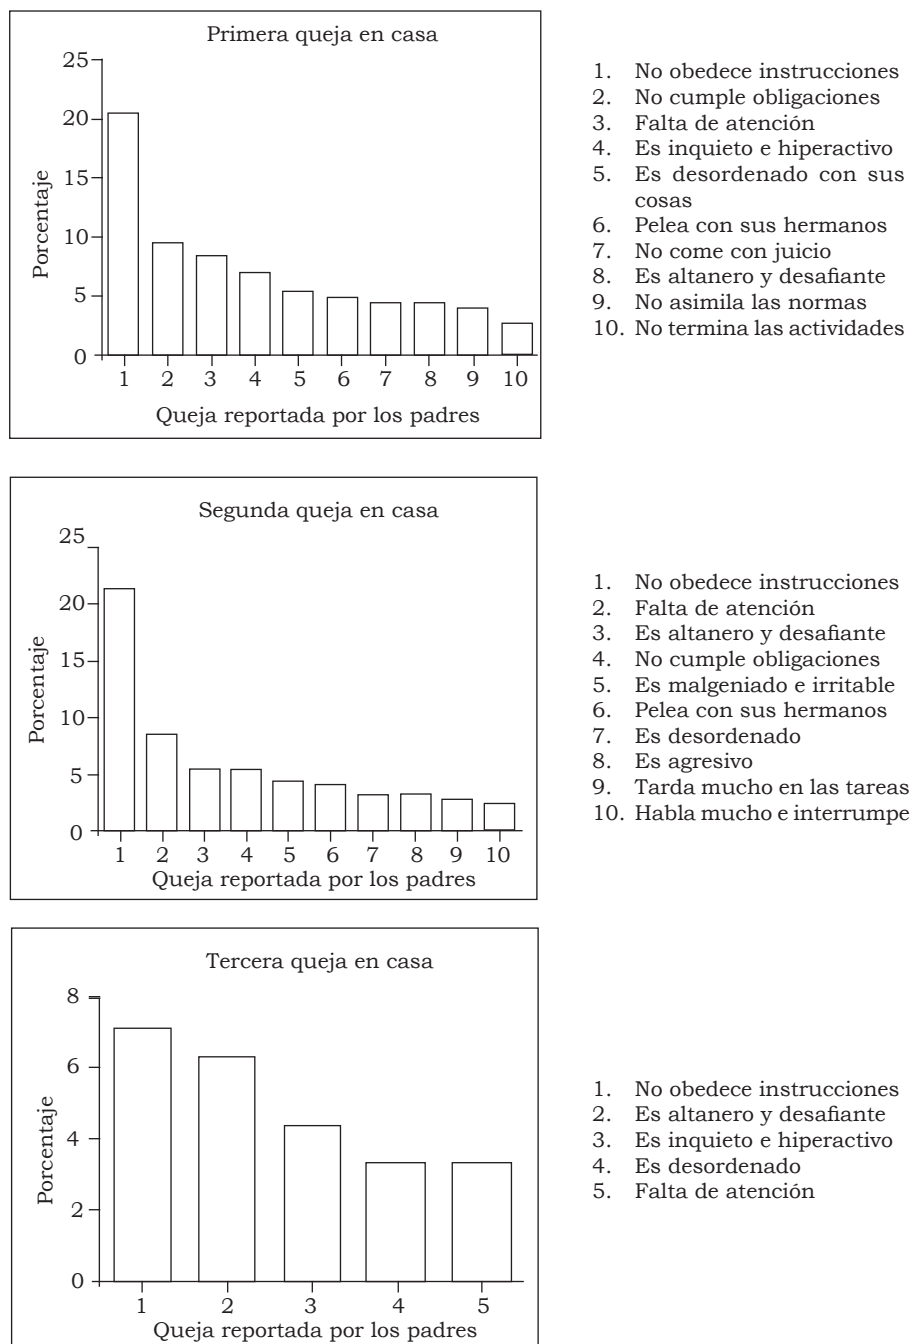 Primera queja en casa
25
20
15
10
5
0
Porcentaje
1 2 3 4 5 6 7 8 9 10
Queja reportada por los padres
1. No obedece instrucciones
2. No cumple obligaciones
3. Falta de atención
4. Es inquieto e hiperactivo
5. Es desordenado con sus
cosas
6. Pelea con sus hermanos
7. No come con juicio
8. Es altanero y desafiante
9. No asimila las normas
10. No termina las actividades
Segunda queja en casa
25
20
15
10
5
0
Porcentaje
1 2 3 4 5 6 7 8 9 10
Queja reportada por los padres
1. No obedece instrucciones
2. Falta de atención
3. Es altanero y desafiante
4. No cumple obligaciones
5. Es malgeniado e irritable
6. Pelea con sus hermanos
7. Es desordenado
8. Es agresivo
9. Tarda mucho en las tareas
10. Habla mucho e interrumpe
Tercera queja en casa
8
6
4
2
0
Porcentaje
1 2 3 4 5
Queja reportada por los padres
1. No obedece instrucciones
2. Es altanero y desafiante
3. Es inquieto e hiperactivo
4. Es desordenado
5. Falta de atención